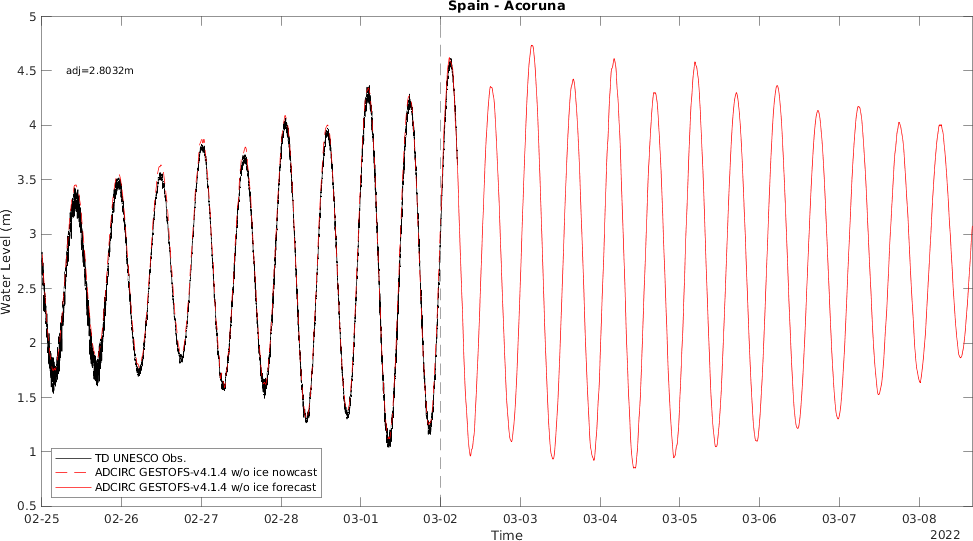 Spain - Acoruna
adj=2.8032m
Water Level (m)
5
4.5
4
3.5
3
2.5
2
1.5
1
0.5
TD UNESCO Obs.
ADCIRC GESTOFS-v4.1.4 w/o ice nowcast
ADCIRC GESTOFS-v4.1.4 w/o ice forecast
02-25 02-26 02-27 02-28 03-01 03-02 03-03 03-04 03-05 03-06 03-07 03-08
Time
2022